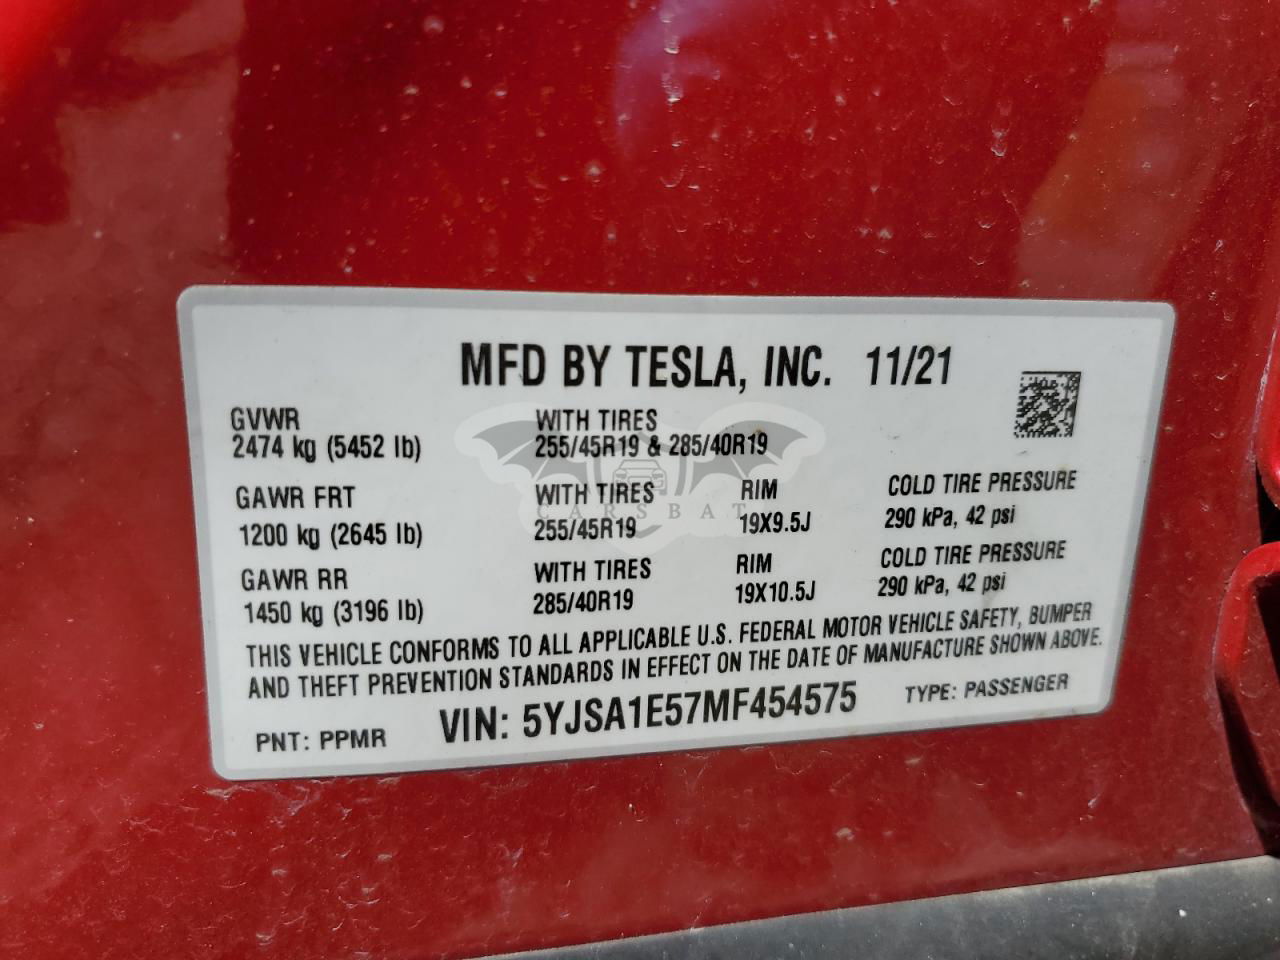 MFD BY TESLA, INC. 11/21
GVWR WITH TIRES
2474 kg (5452 lb) 255/45R19 & 285/40R19
GAWR FRT WITH TIRES RIM COLD TIRE PRESSURE
1200 kg (2645 lb) 255/45R19 19X9.5J 290 kPa, 42 psi
GAWR RR WITH TIRES RIM COLD TIRE PRESSURE
1450 kg (3196 lb) 285/40R19 19X10.5J 290 kPa, 42 psi
THIS VEHICLE CONFORMS TO ALL APPLICABLE U.S. FEDERAL MOTOR VEHICLE SAFETY, BUMPER
AND THEFT PREVENTION STANDARDS IN EFFECT ON THE DATE OF MANUFACTURE SHOWN ABOVE.
PNT: PPMR VIN: 5YJSA1E57MF454575 TYPE: PASSENGER
CARSBAT